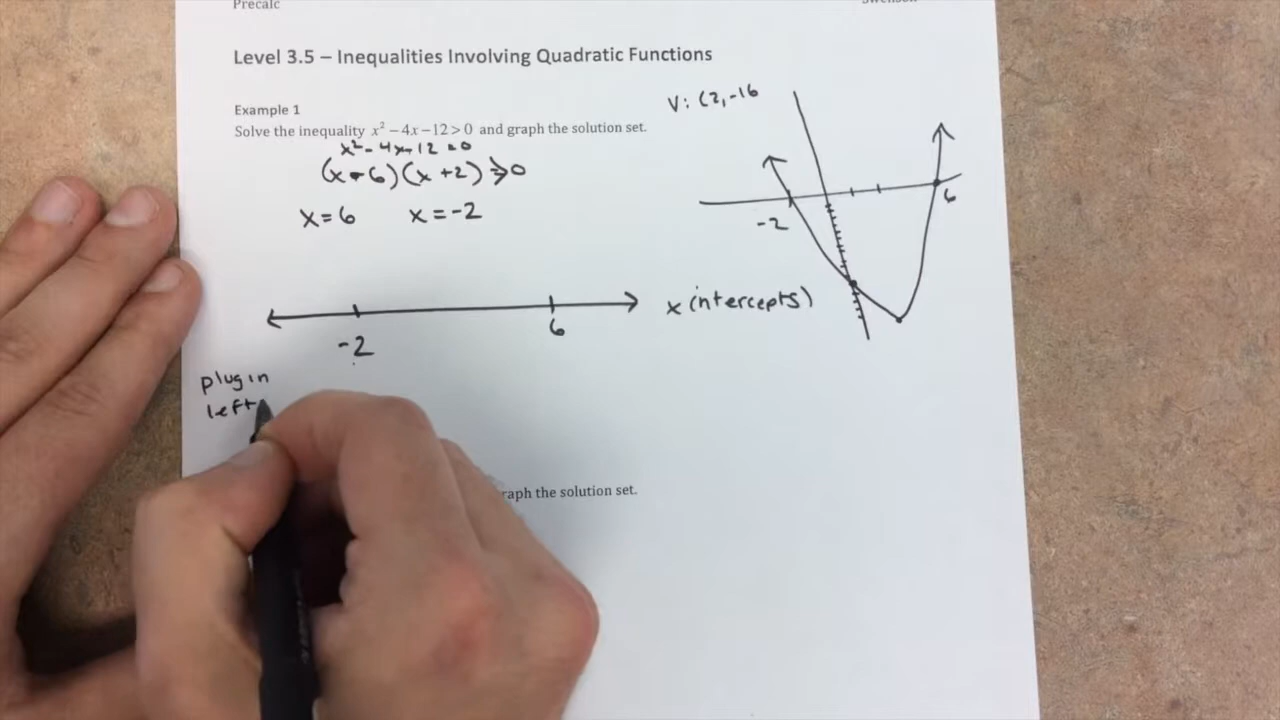 Precalc
Level 3.5 – Inequalities Involving Quadratic Functions
Example 1
Solve the inequality x² – 4x – 12 > 0 and graph the solution set.
x² - 4x - 12 = 0
(x - 6)(x + 2) > 0
x = 6 x = -2
-2 6
plug in
left
V: (2, -16
-2 6
x (intercepts)
raph the solution set.